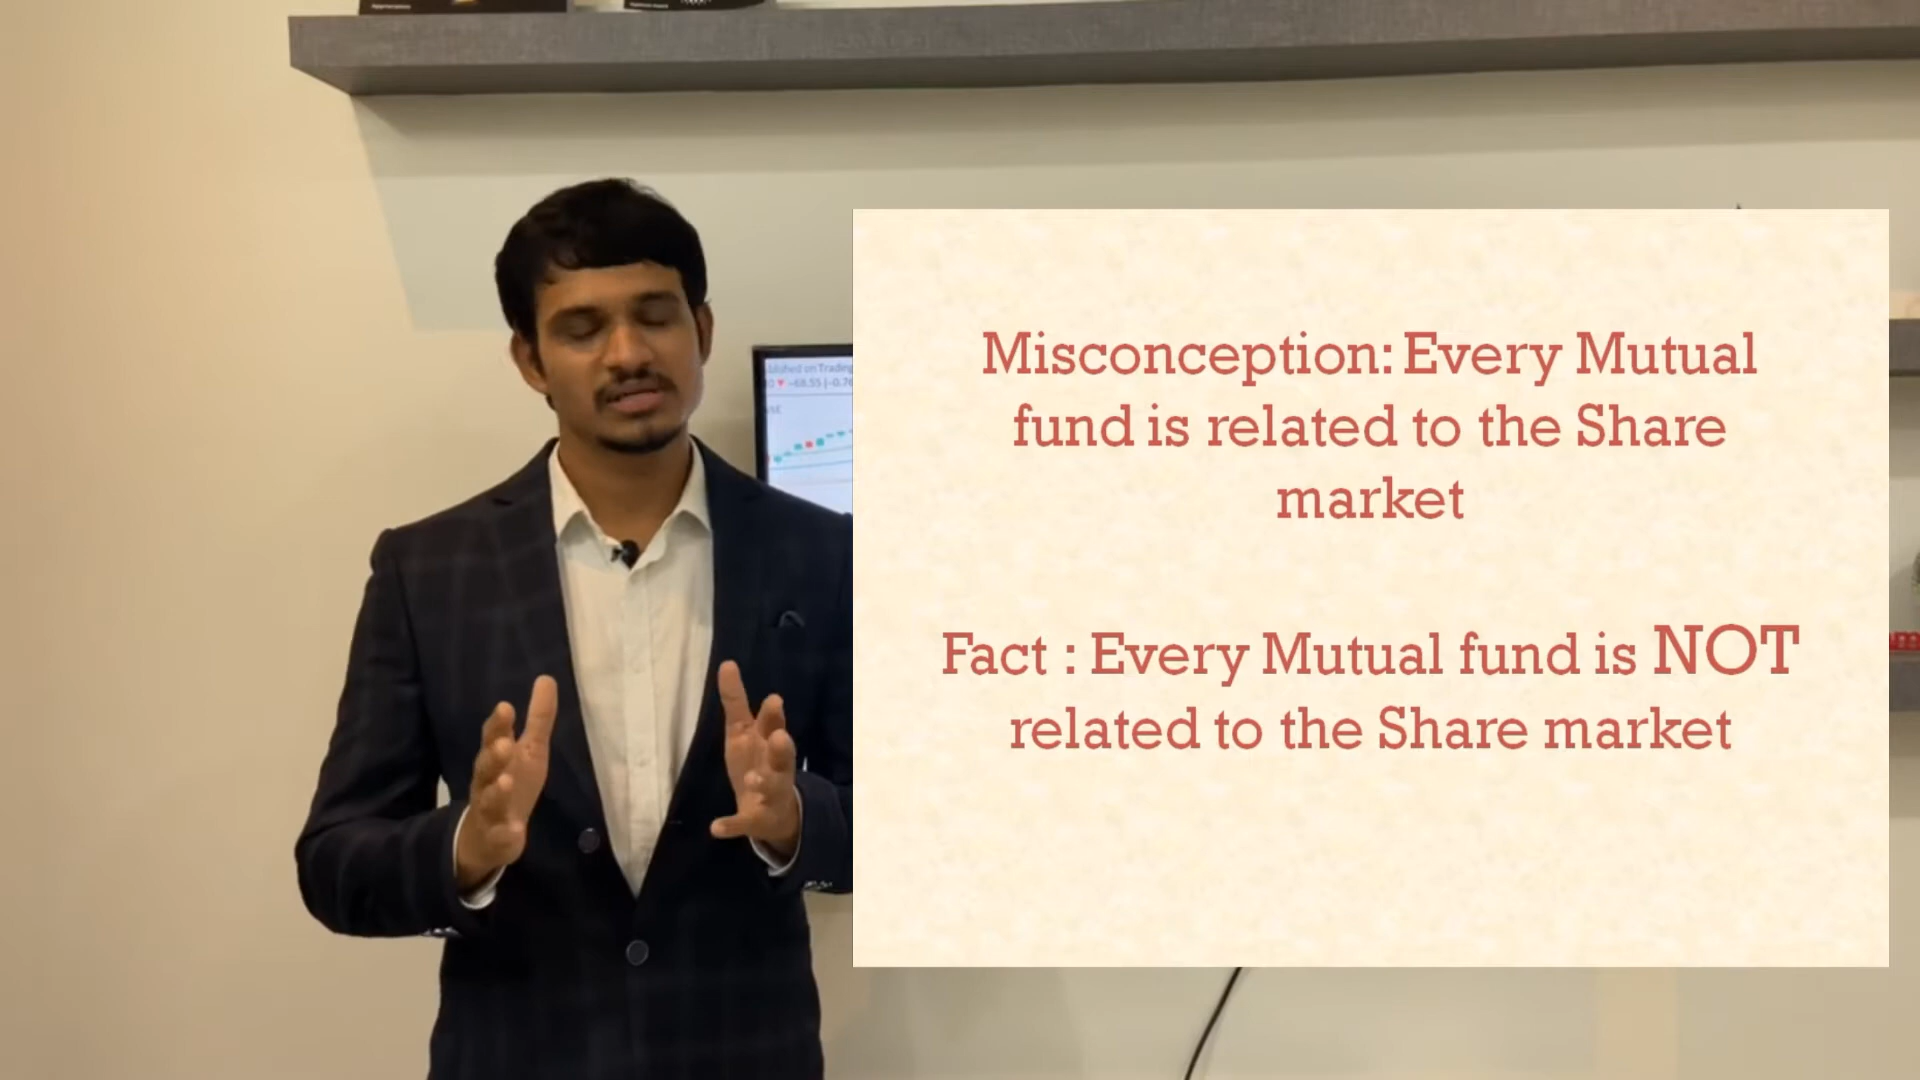 Misconception: Every Mutual
fund is related to the Share
market
Fact : Every Mutual fund is NOT
related to the Share market